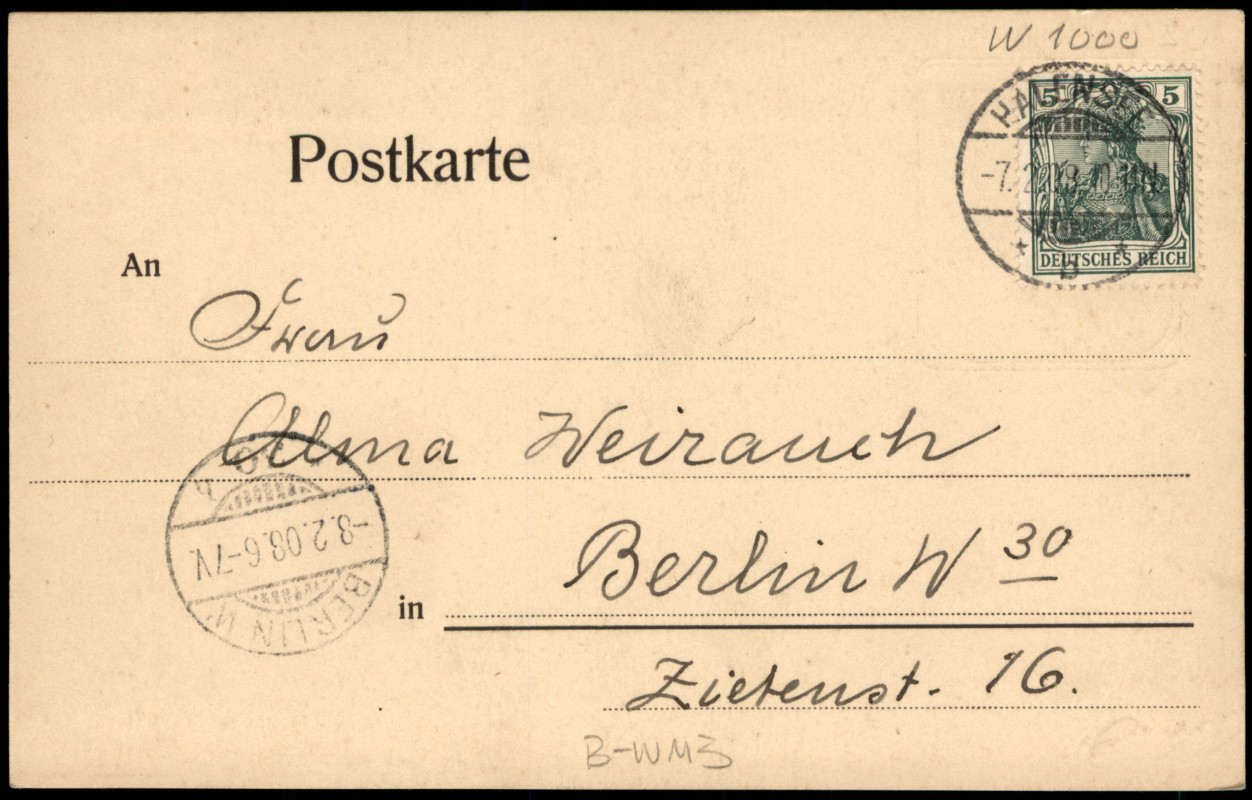 W 1000
HALENSEE
5 5
-7.2.08.10-11N.
* b *
DEUTSCHES REICH
Postkarte
An
Frau
Alma Weirauch
-8.2.08.6-7V.
BERLIN W
in Berlin W 30
Zietenst. 16.
B-WM3